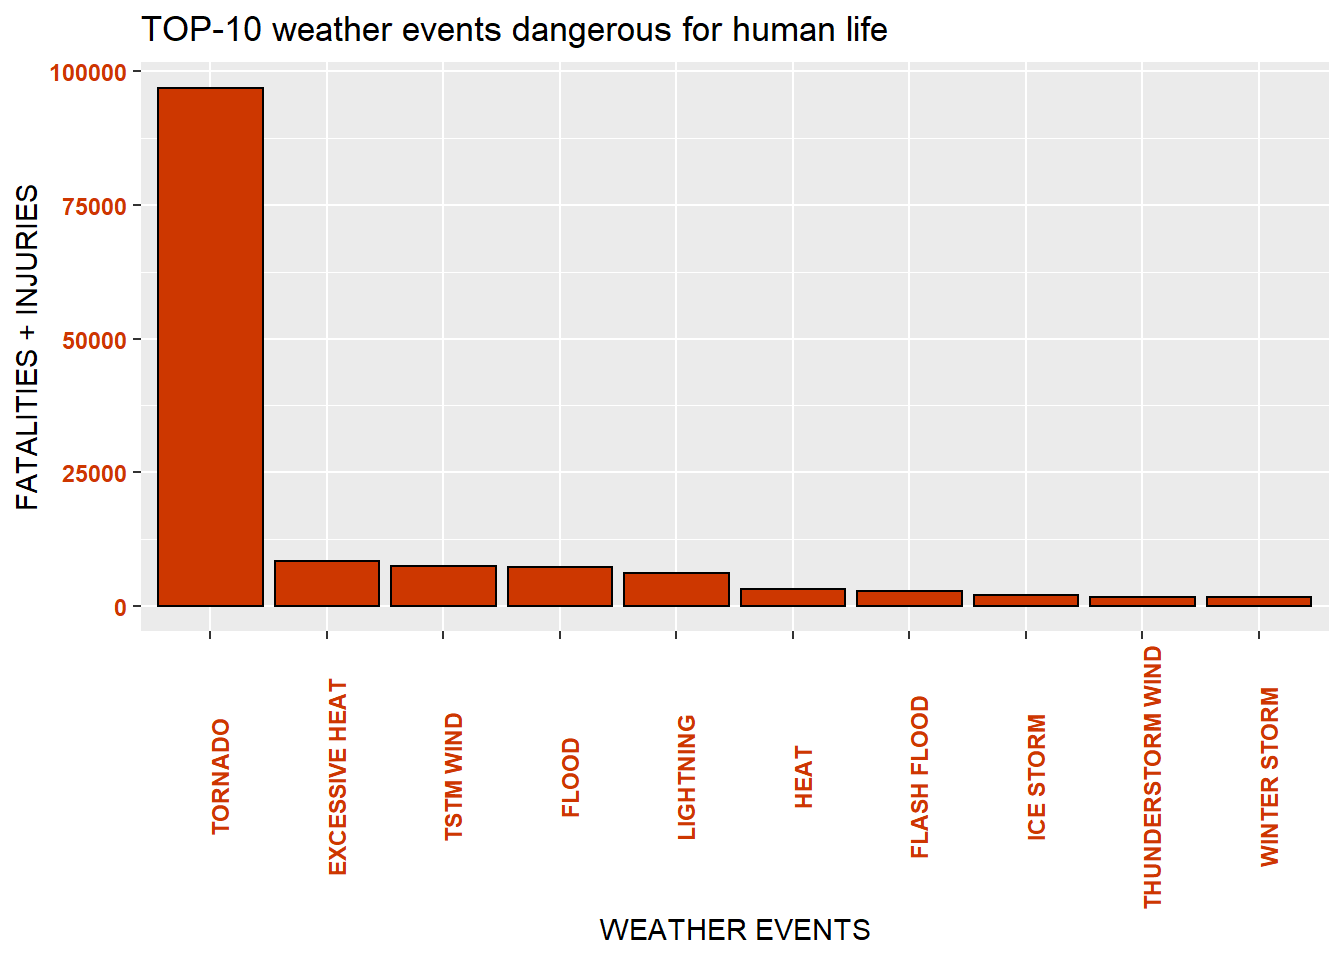 TOP-10 weather events dangerous for human life
FATALITIES + INJURIES
100000
75000
50000
25000
0
TORNADO
EXCESSIVE HEAT
TSTM WIND
FLOOD
LIGHTNING
HEAT
FLASH FLOOD
ICE STORM
THUNDERSTORM WIND
WINTER STORM
WEATHER EVENTS